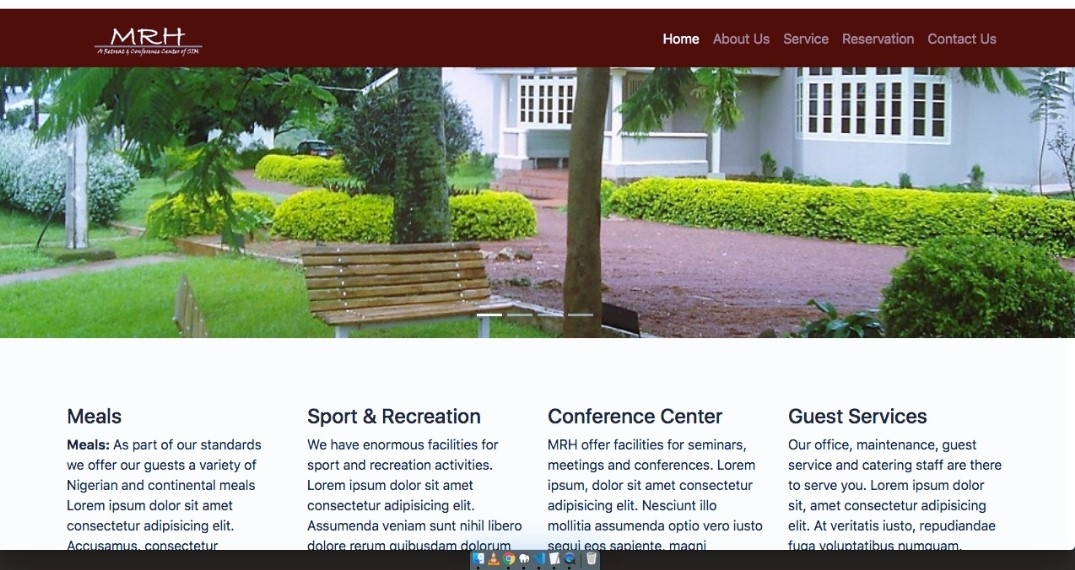 MRH
A Retreat & Conference Center of SIM
Home About Us Service Reservation Contact Us
Meals
Meals: As part of our standards
we offer our guests a variety of
Nigerian and continental meals
Lorem ipsum dolor sit amet
consectetur adipisicing elit.
Accusamus, consectetur
Sport & Recreation
We have enormous facilities for
sport and recreation activities.
Lorem ipsum dolor sit amet
consectetur adipisicing elit.
Assumenda veniam sunt nihil libero
dolore rerum quibusdam dolorum
Conference Center
MRH offer facilities for seminars,
meetings and conferences. Lorem
ipsum, dolor sit amet consectetur
adipisicing elit. Nesciunt illo
mollitia assumenda optio vero iusto
sequi eos sapiente, magni
Guest Services
Our office, maintenance, guest
service and catering staff are there
to serve you. Lorem ipsum dolor
sit, amet consectetur adipisicing
elit. At veritatis iusto, repudiandae
fuga voluptatibus numquam.